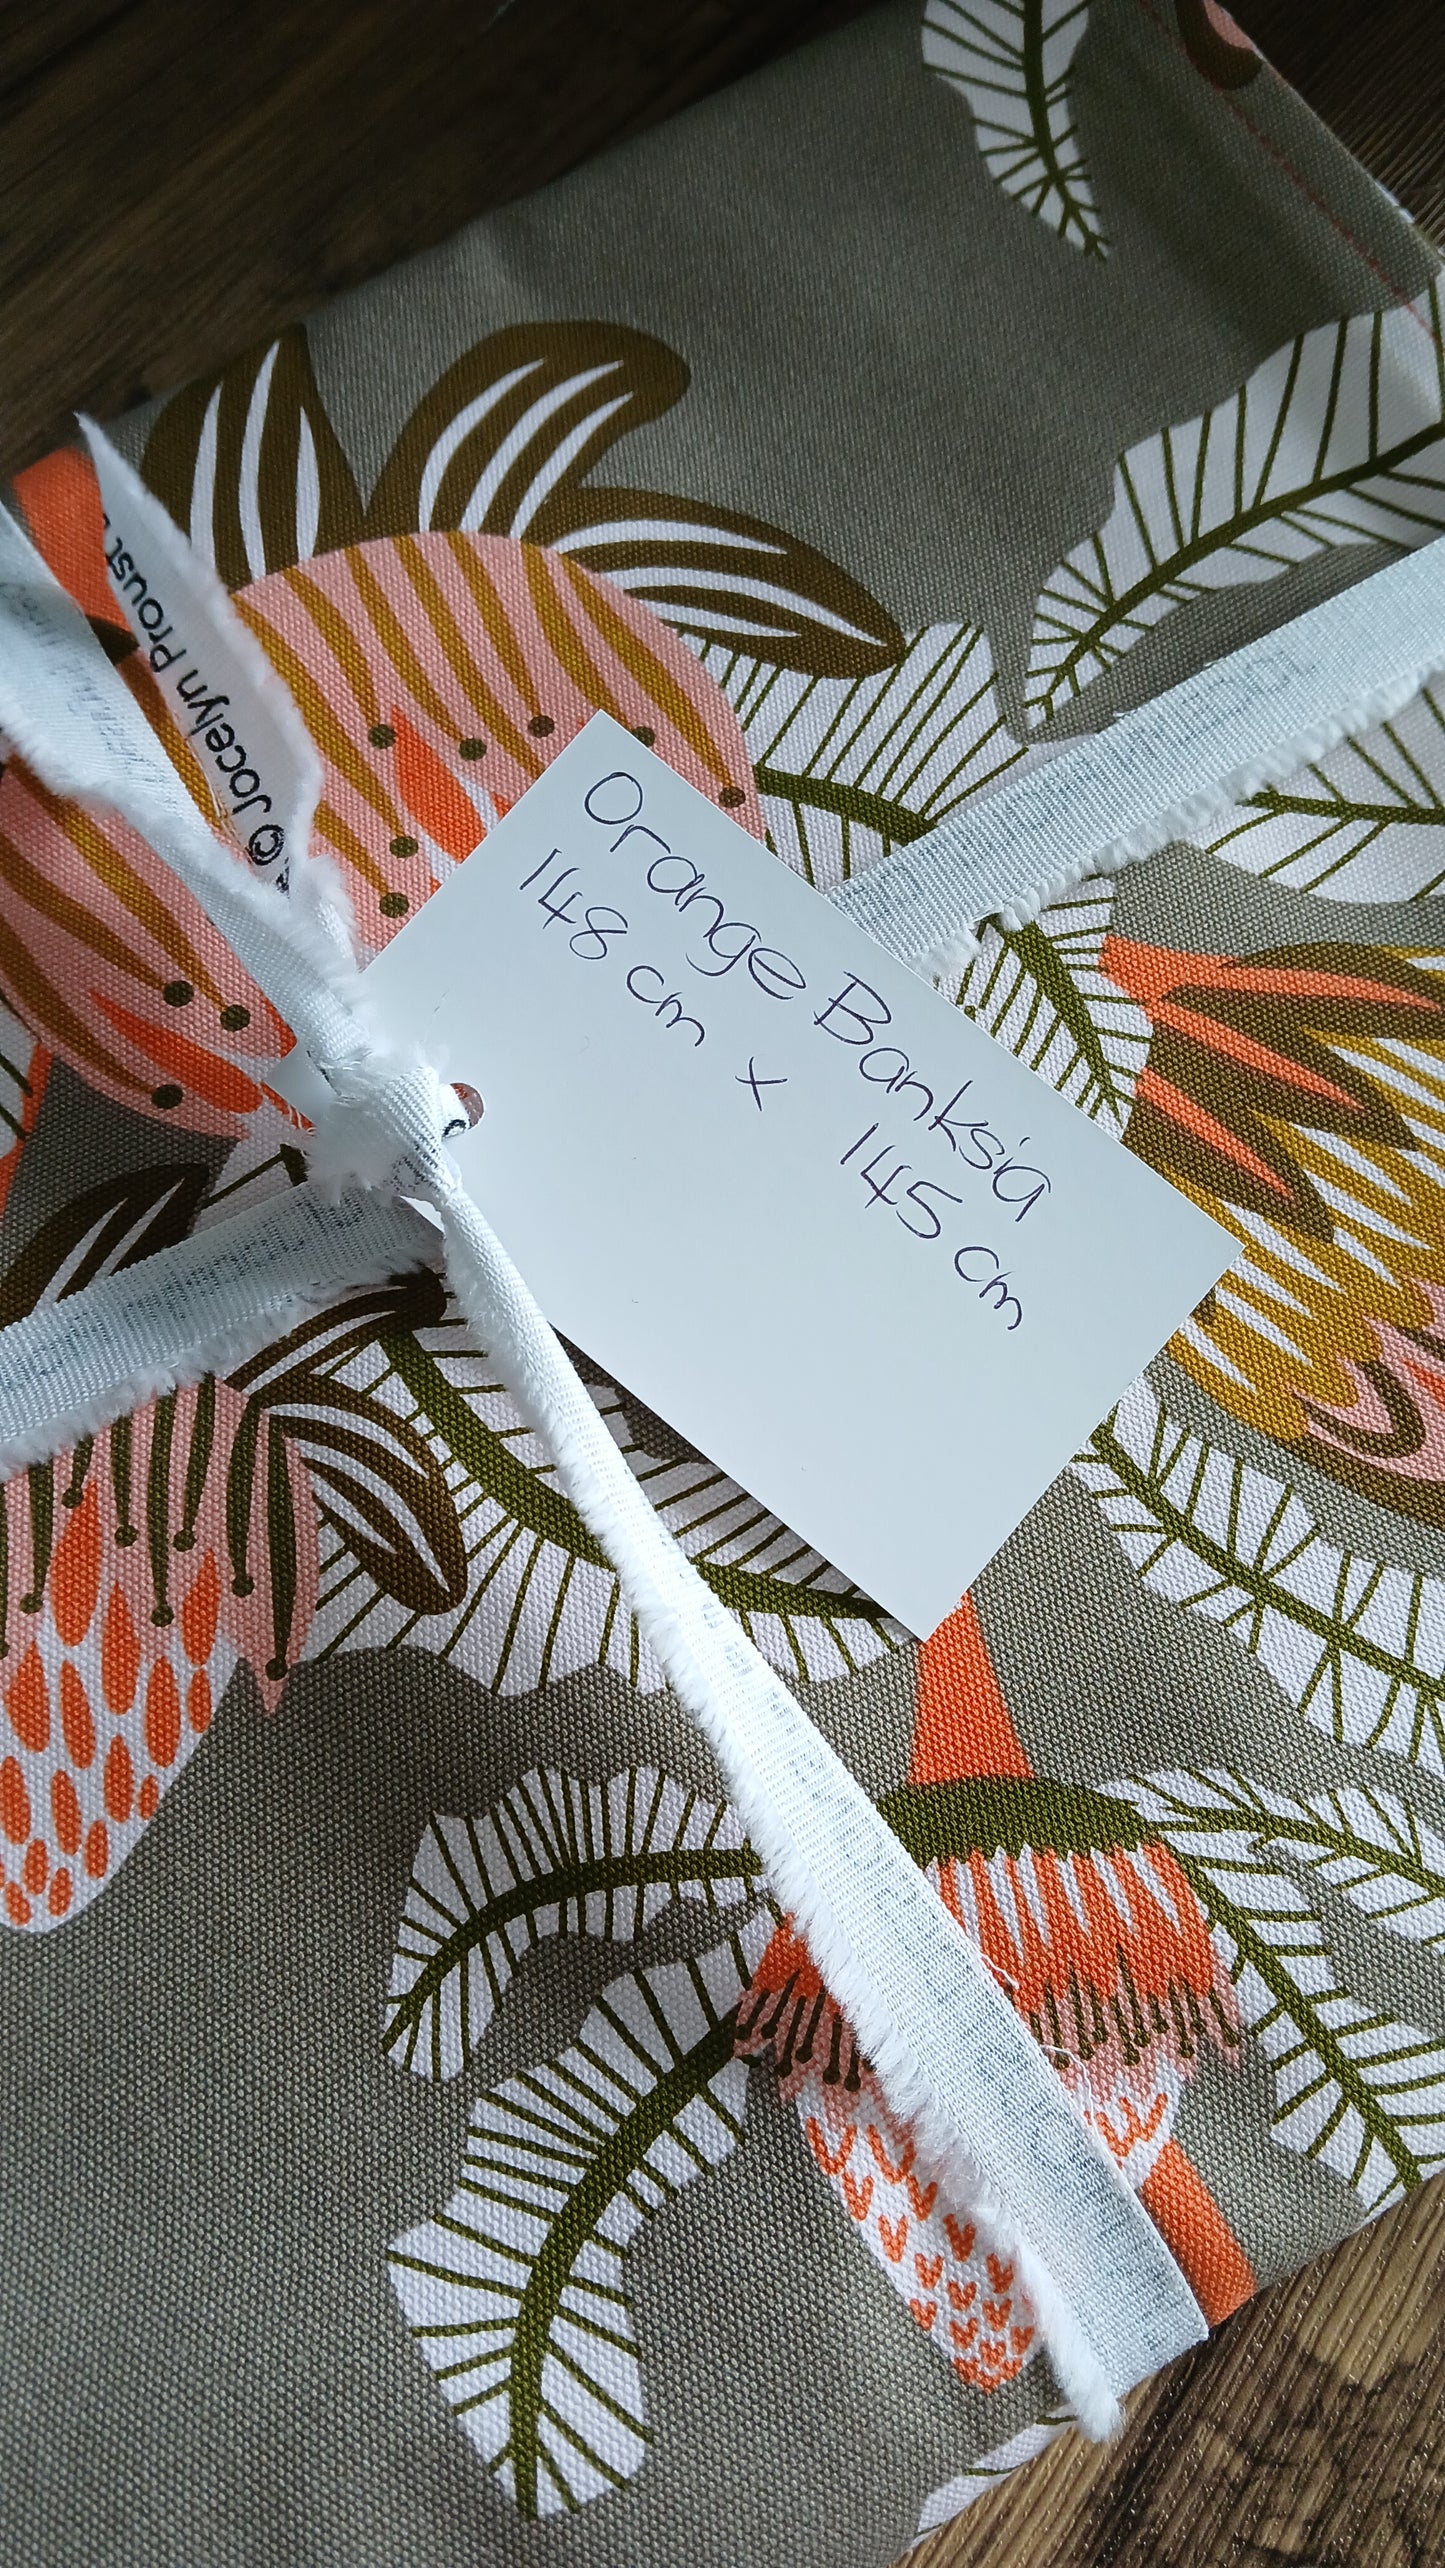 Orange Banksia
148 cm x 145 cm
© Jocelyn Proust